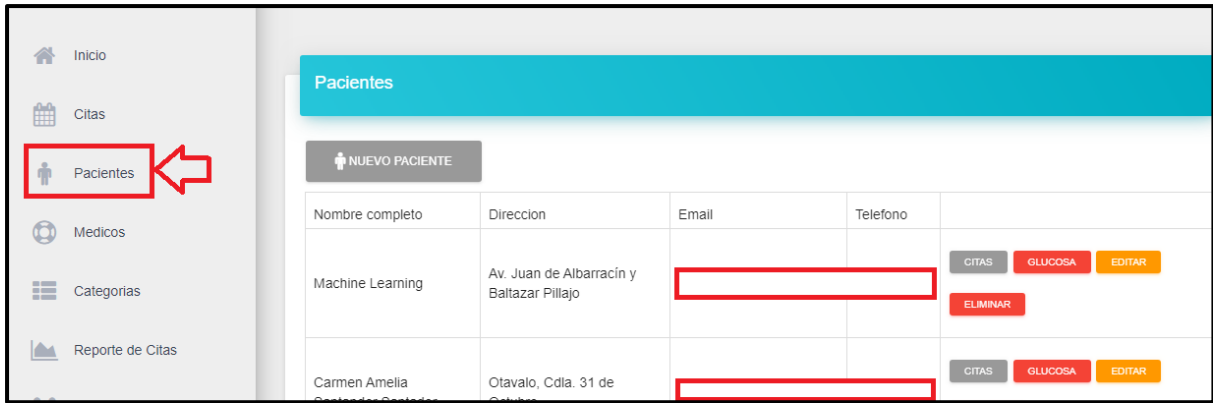 Inicio
Citas
Pacientes
Medicos
Categorias
Reporte de Citas
Pacientes
NUEVO PACIENTE
Nombre completo Direccion Email Telefono
Machine Learning
Av. Juan de Albarracín y
Baltazar Pillajo
CITAS GLUCOSA EDITAR
ELIMINAR
Carmen Amelia
Otavalo, Cdla. 31 de
CITAS GLUCOSA EDITAR